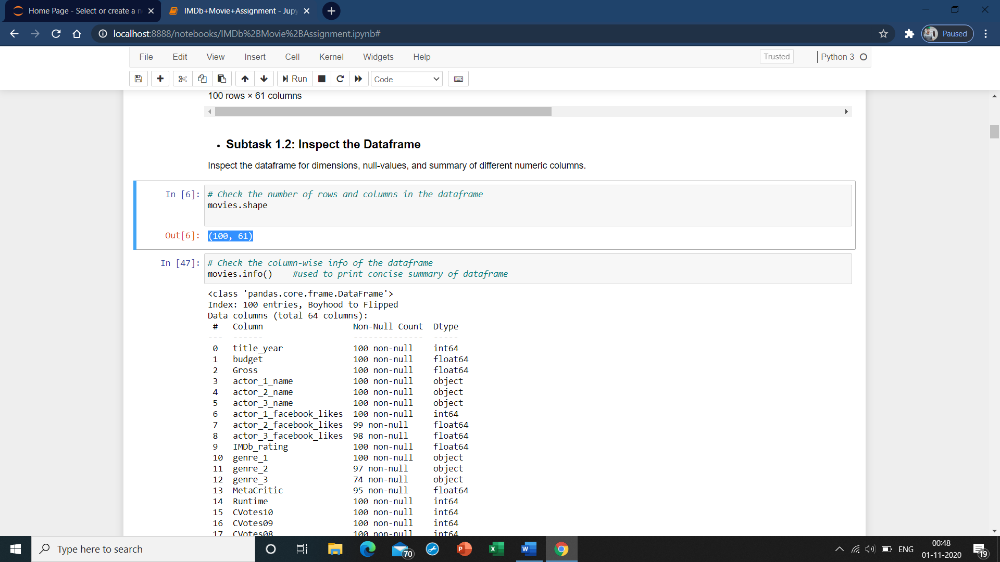 Home Page - Select or create a n
IMDb+Movie+Assignment - Jupy
localhost:8888/notebooks/IMDb%2BMovie%2BAssignment.ipynb#
Paused
File Edit View Insert Cell Kernel Widgets Help
Trusted
Python 3
Run
Code
100 rows × 61 columns
Subtask 1.2: Inspect the Dataframe
Inspect the dataframe for dimensions, null-values, and summary of different numeric columns.
In [6]: # Check the number of rows and columns in the dataframe
movies.shape
Out[6]: (100, 61)
In [47]: # Check the column-wise info of the dataframe
movies.info() #used to print concise summary of dataframe
<class 'pandas.core.frame.DataFrame'>
Index: 100 entries, Boyhood to Flipped
Data columns (total 64 columns):
# Column Non-Null Count Dtype
--- ------ -------------- -----
0 title_year 100 non-null int64
1 budget 100 non-null float64
2 Gross 100 non-null float64
3 actor_1_name 100 non-null object
4 actor_2_name 100 non-null object
5 actor_3_name 100 non-null object
6 actor_1_facebook_likes 100 non-null int64
7 actor_2_facebook_likes 99 non-null float64
8 actor_3_facebook_likes 98 non-null float64
9 IMDb_rating 100 non-null float64
10 genre_1 100 non-null object
11 genre_2 97 non-null object
12 genre_3 74 non-null object
13 MetaCritic 95 non-null float64
14 Runtime 100 non-null int64
15 CVotes10 100 non-null int64
16 CVotes09 100 non-null int64
17 CVotes08 100 non-null int64
Type here to search
70
ENG
00:48
01-11-2020
19